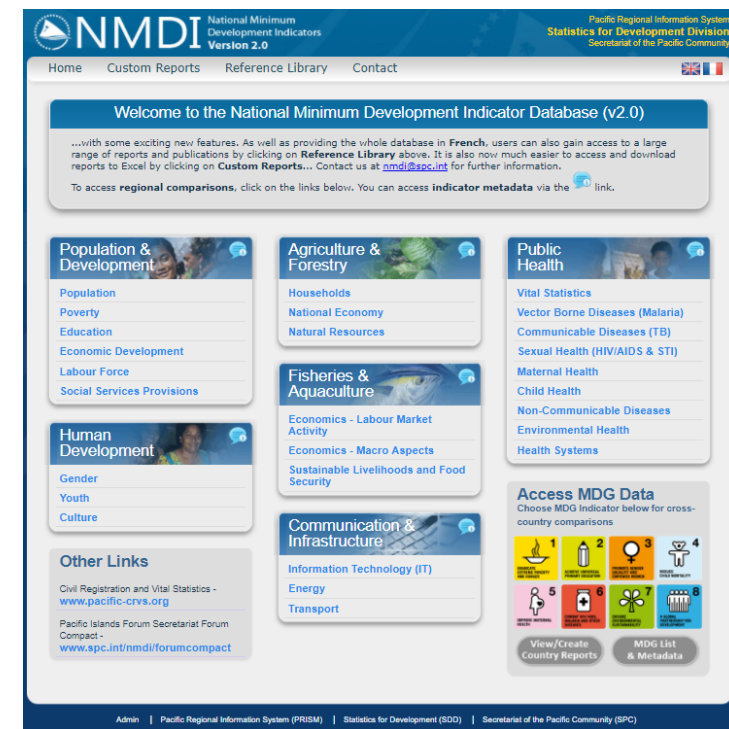 NMDI
National Minimum
Development Indicators
Version 2.0
Pacific Regional Information System
Statistics for Development Division
Secretariat of the Pacific Community
Home Custom Reports Reference Library Contact
Welcome to the National Minimum Development Indicator Database (v2.0)
...with some exciting new features. As well as providing the whole database in French, users can also gain access to a large
range of reports and publications by clicking on Reference Library above. It is also now much easier to access and download
reports to Excel by clicking on Custom Reports... Contact us at nmdi@spc.int for further information.
To access regional comparisons, click on the links below. You can access indicator metadata via the link.
Population &
Development
Population
Poverty
Education
Economic Development
Labour Force
Social Services Provisions
Human
Development
Gender
Youth
Culture
Other Links
Civil Registration and Vital Statistics -
www.pacific-crvs.org
Pacific Islands Forum Secretariat Forum
Compact -
www.spc.int/nmdi/forumcompact
Agriculture &
Forestry
Households
National Economy
Natural Resources
Fisheries &
Aquaculture
Economics - Labour Market
Activity
Economics - Macro Aspects
Sustainable Livelihoods and Food
Security
Communication &
Infrastructure
Information Technology (IT)
Energy
Transport
Public
Health
Vital Statistics
Vector Borne Diseases (Malaria)
Communicable Diseases (TB)
Sexual Health (HIV/AIDS & STI)
Maternal Health
Child Health
Non-Communicable Diseases
Environmental Health
Health Systems
Access MDG Data
Choose MDG Indicator below for cross-
country comparisons
1 2 3 4
5 6 7 8
View/Create
Country Reports
MDG List
& Metadata
Admin | Pacific Regional Information System (PRISM) | Statistics for Development (SDD) | Secretariat of the Pacific Community (SPC)